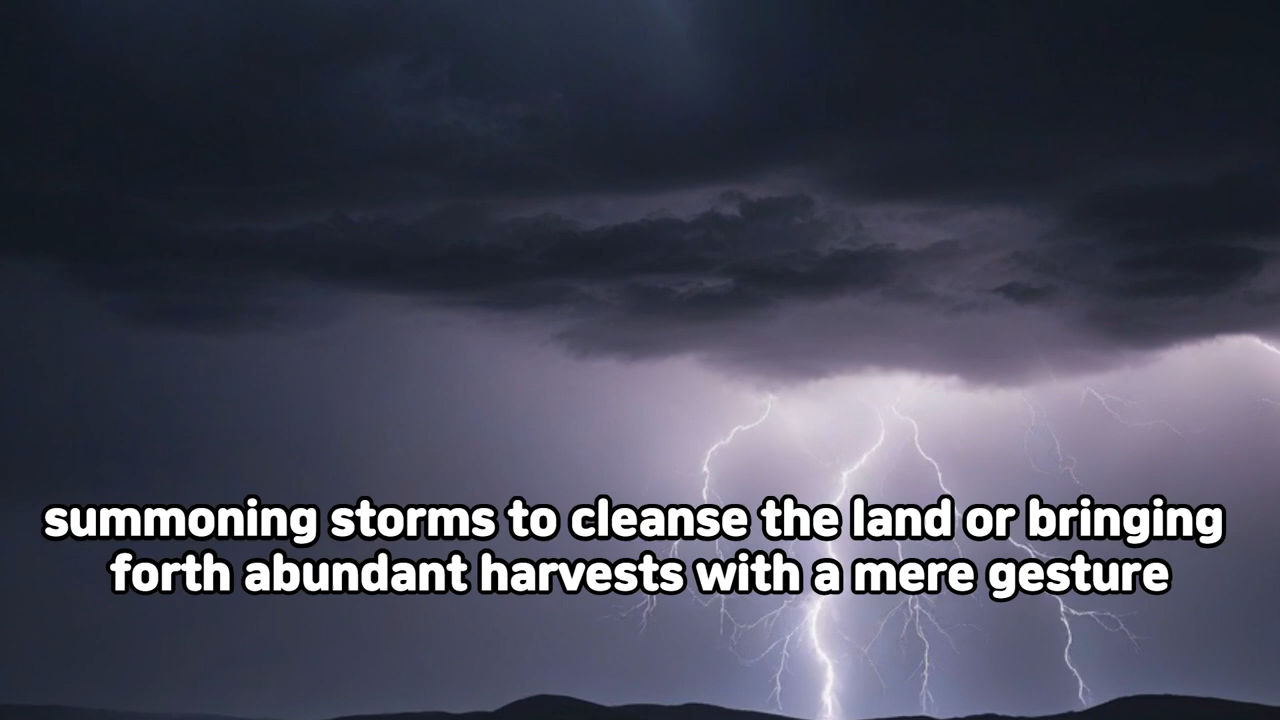 summoning storms to cleanse the land or bringing
forth abundant harvests with a mere gesture